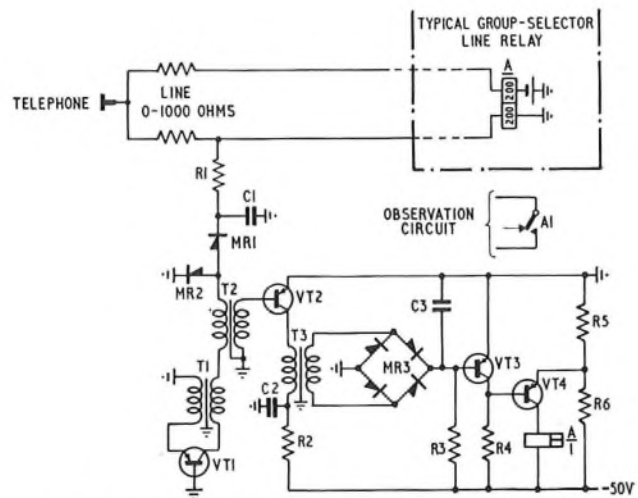 TYPICAL GROUP-SELECTOR
LINE RELAY
A
200
200
TELEPHONE
LINE
0-1000 OHMS
R1
C1
MR1
OBSERVATION
CIRCUIT
A1
MR2
T2
VT2
C3
R5
T3
MR3
VT3
T1
C2
VT4
R6
R2
R3
R4
A
1
VT1
-50V